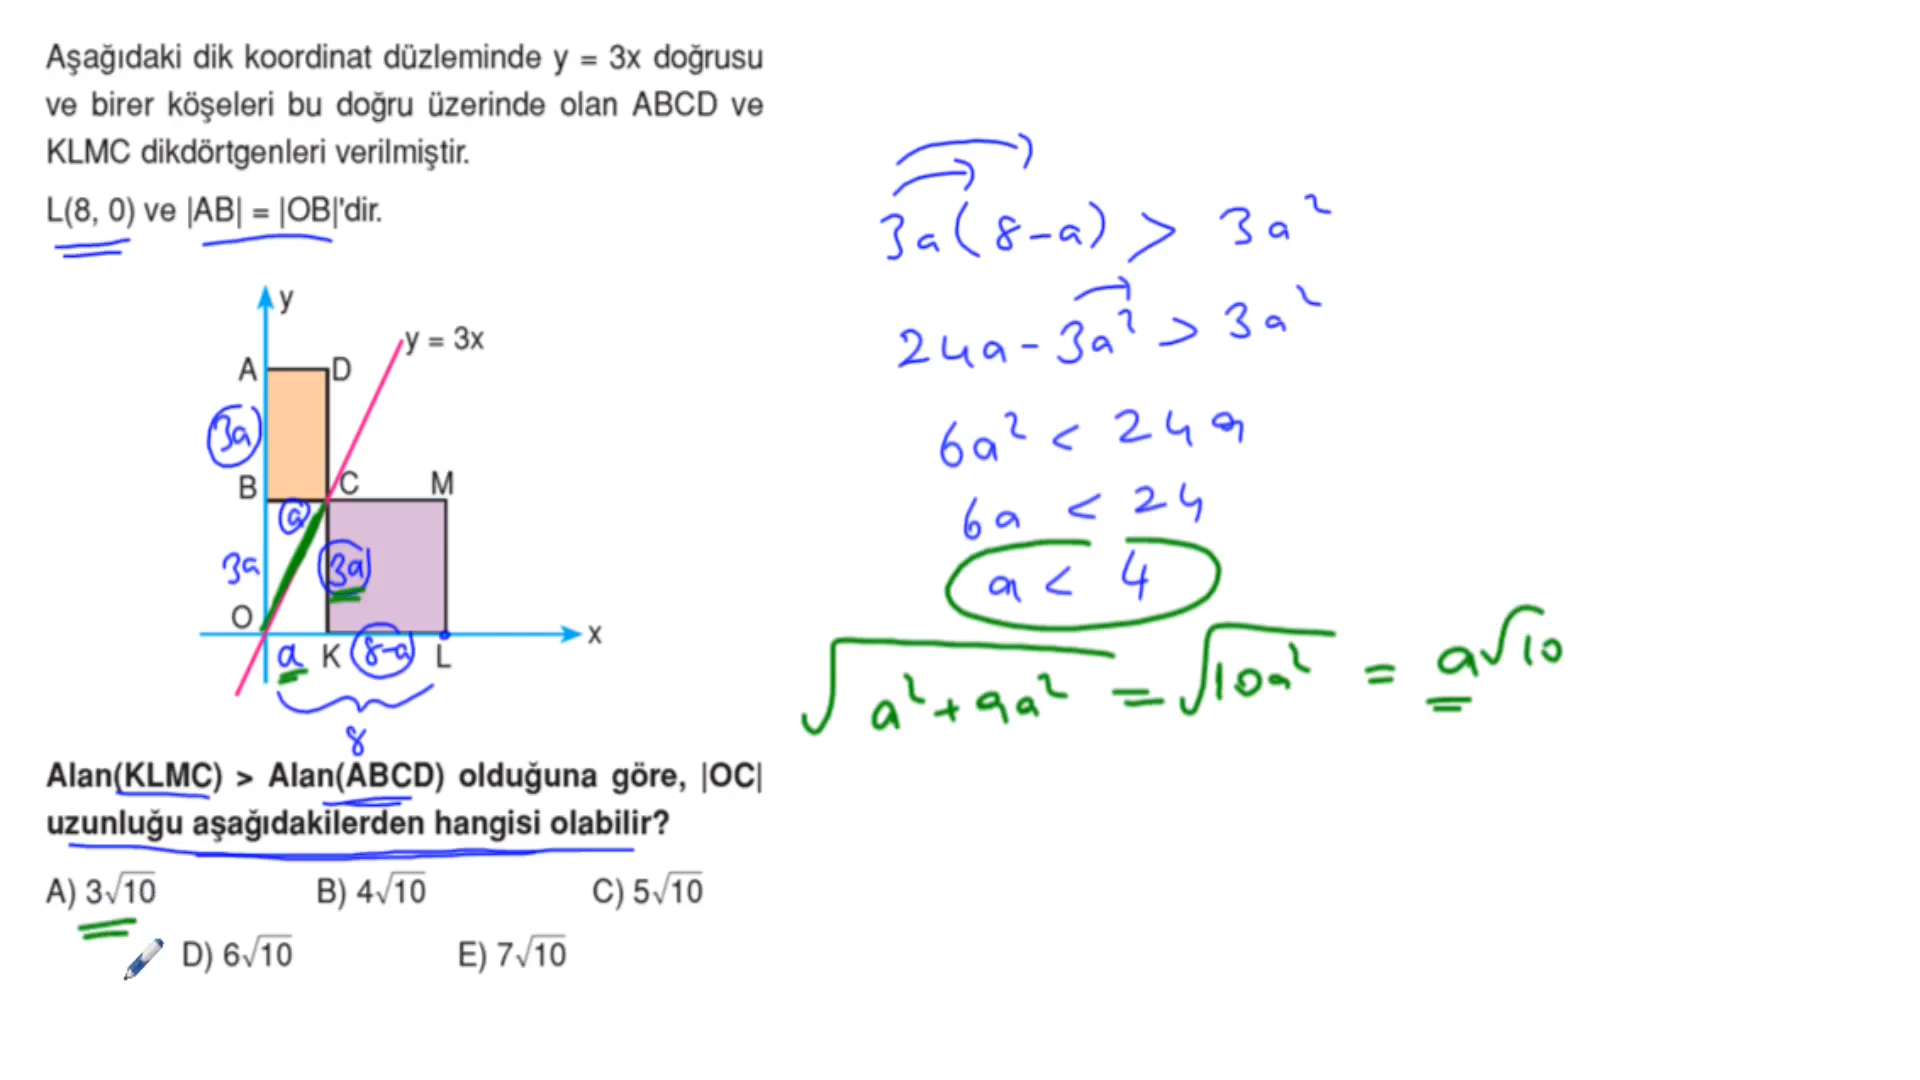 Aşağıdaki dik koordinat düzleminde y = 3x doğrusu
ve birer köşeleri bu doğru üzerinde olan ABCD ve
KLMC dikdörtgenleri verilmiştir.
L(8, 0) ve |AB| = |OB|'dir.
y
y = 3x
A D
3a
B C M
a
3a 3a
O
x
a K 8-a L
8
Alan(KLMC) > Alan(ABCD) olduğuna göre, |OC|
uzunluğu aşağıdakilerden hangisi olabilir?
A) 3√10 B) 4√10 C) 5√10
D) 6√10 E) 7√10
3a(8-a) > 3a²
24a - 3a² > 3a²
6a² < 24a
6a < 24
a < 4
√a²+9a² = √10a² = a√10